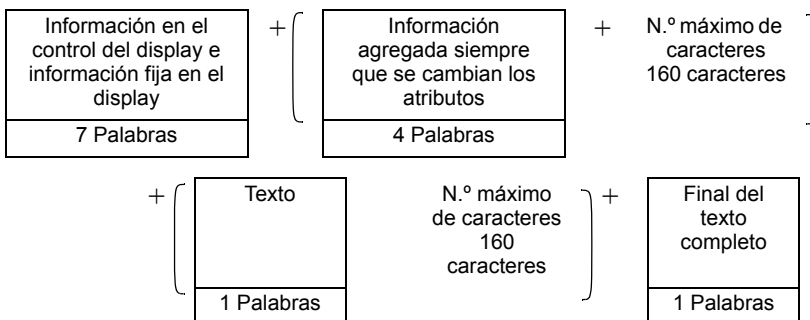 Información en el
control del display e
información fija en el
display
7 Palabras
+
Información
agregada siempre
que se cambian los
atributos
4 Palabras
+
N.º máximo de
caracteres
160 caracteres
+
Texto
1 Palabras
N.º máximo
de caracteres
160
caracteres
+
Final del
texto
completo
1 Palabras